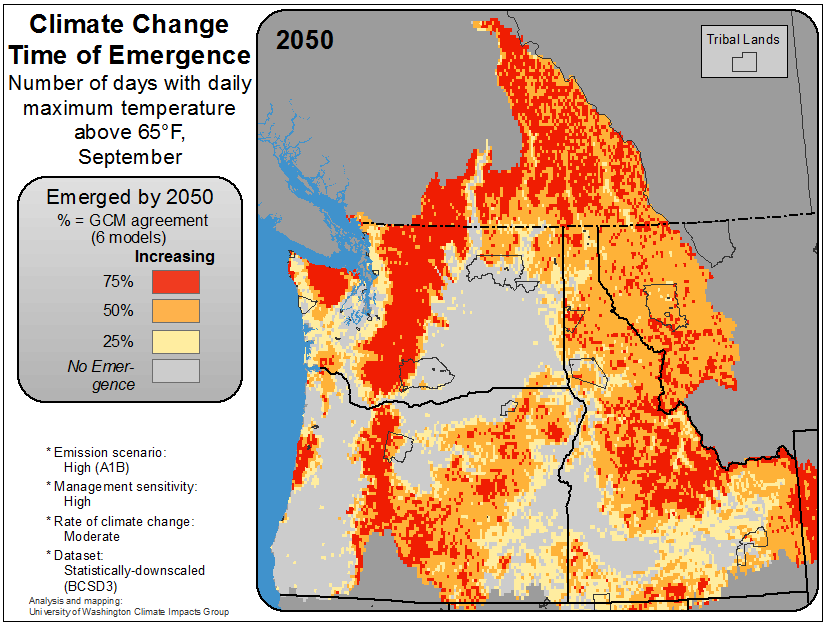 Climate Change
Time of Emergence
Number of days with daily
maximum temperature
above 65°F,
September
Emerged by 2050
% = GCM agreement
(6 models)
Increasing
75%
50%
25%
No Emer-
gence
* Emission scenario:
High (A1B)
* Management sensitivity:
High
* Rate of climate change:
Moderate
* Dataset:
Statistically-downscaled
(BCSD3)
Analysis and mapping:
University of Washington Climate Impacts Group
2050
Tribal Lands